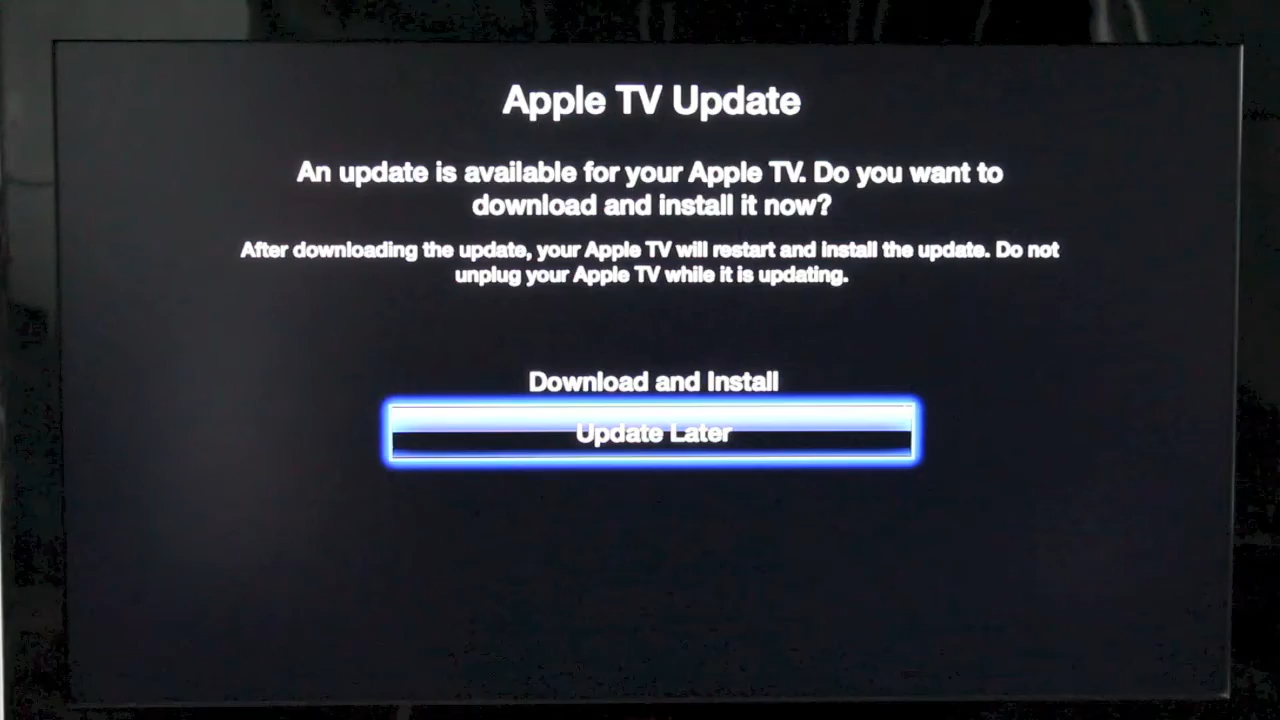 Apple TV Update
An update is available for your Apple TV. Do you want to
download and install it now?
After downloading the update, your Apple TV will restart and install the update. Do not
unplug your Apple TV while it is updating.
Download and Install
Update Later